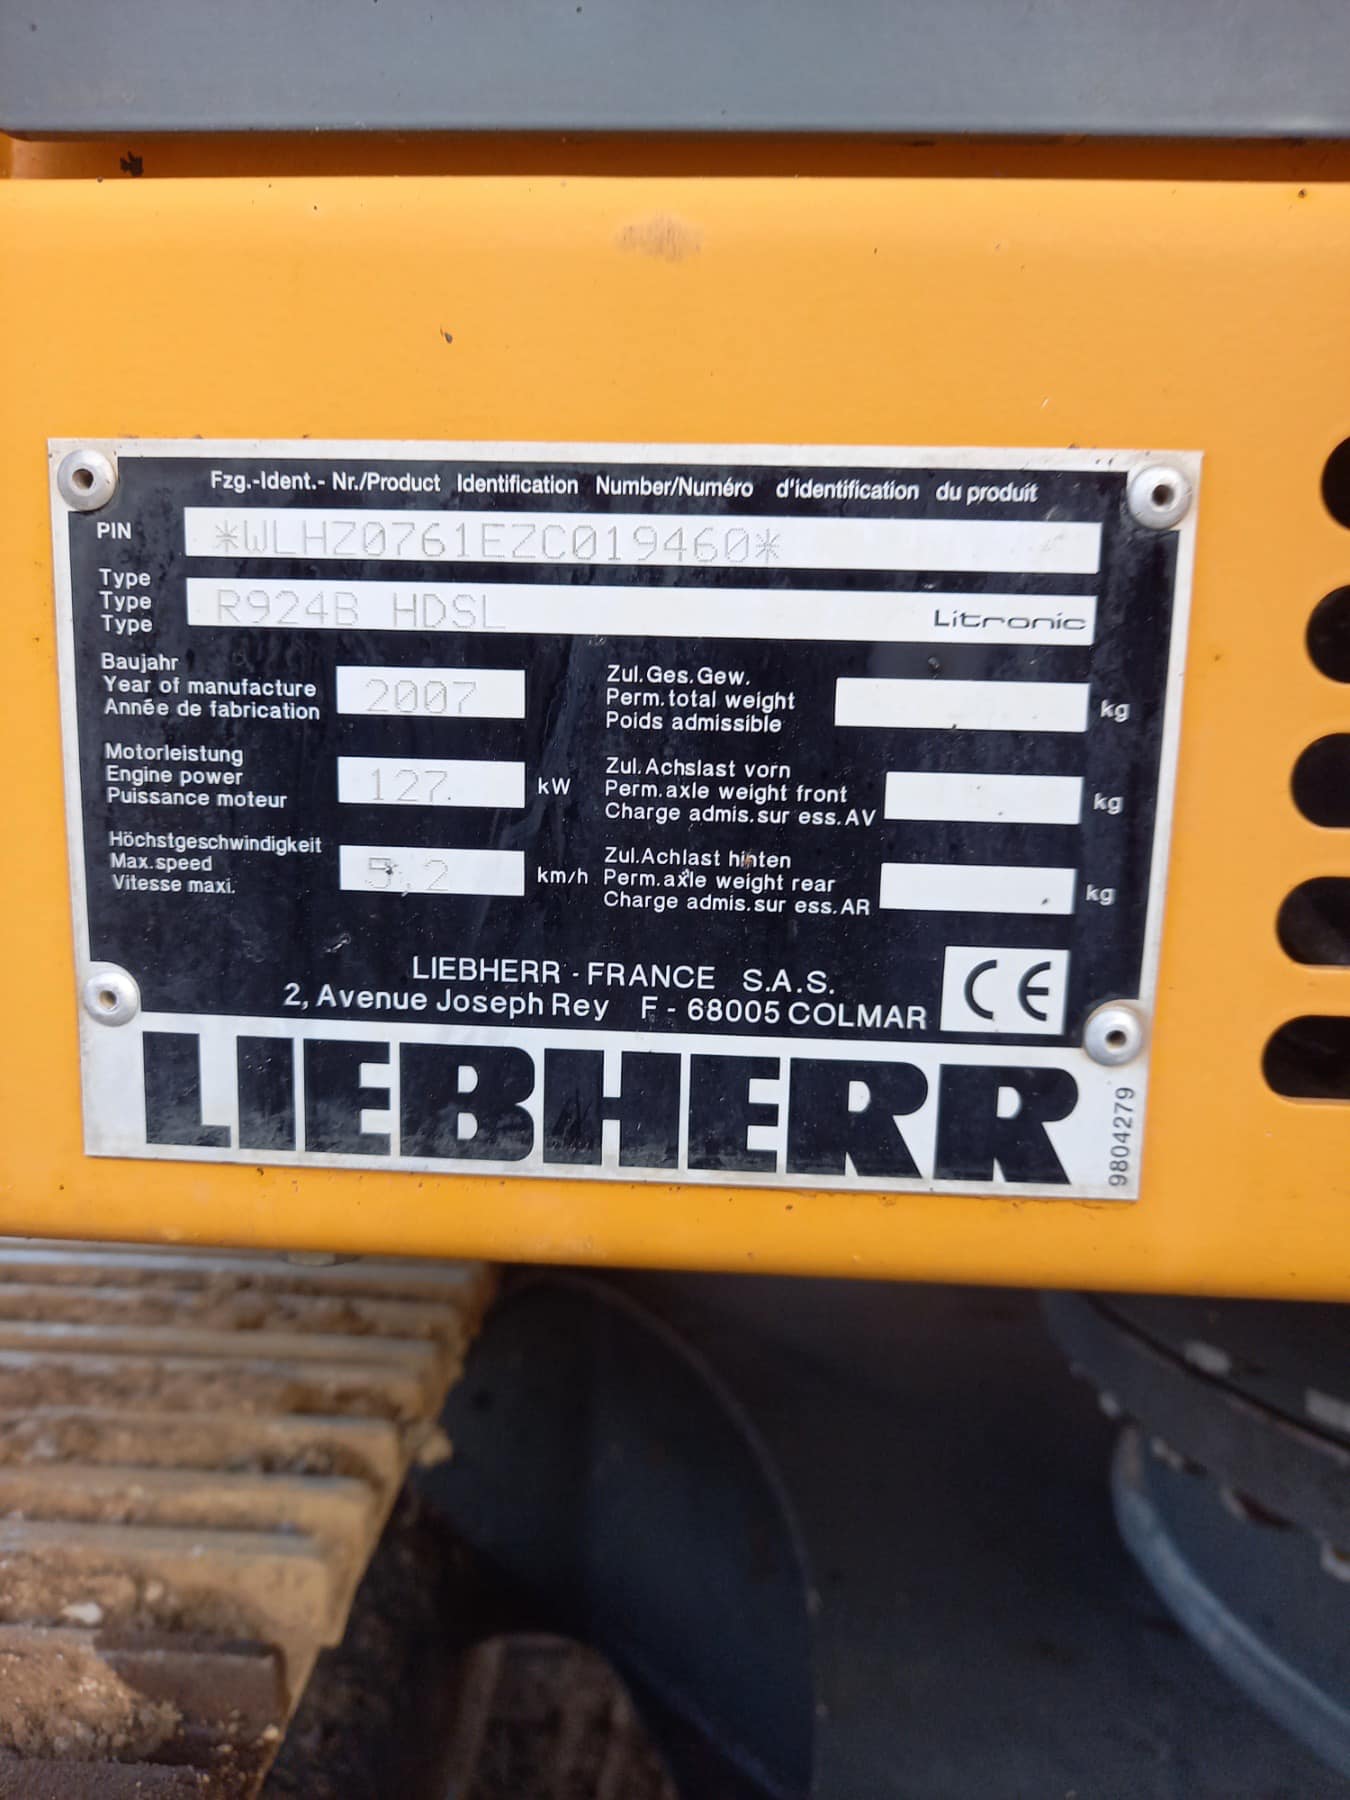 Fzg.-Ident.- Nr./Product Identification Number/Numéro d'identification du produit
PIN *WLHZ0761EZC019460*
Type
Type R924B HDSL Litronic
Type
Baujahr
Year of manufacture 2007
Année de fabrication
Zul.Ges.Gew.
Perm.total weight kg
Poids admissible
Motorleistung
Engine power 127 kW
Puissance moteur
Zul.Achslast vorn
Perm.axle weight front kg
Charge admis.sur ess.AV
Höchstgeschwindigkeit
Max.speed 5,2 km/h
Vitesse maxi.
Zul.Achlast hinten
Perm.axle weight rear kg
Charge admis.sur ess.AR
LIEBHERR - FRANCE S.A.S.
2, Avenue Joseph Rey F - 68005 COLMAR
CE
LIEBHERR
9804279